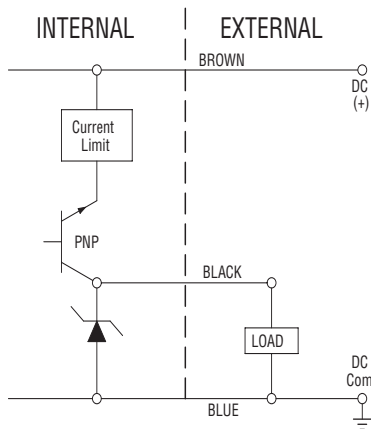 INTERNAL
EXTERNAL
BROWN
DC
(+)
Current
Limit
PNP
BLACK
LOAD
DC
Com
BLUE